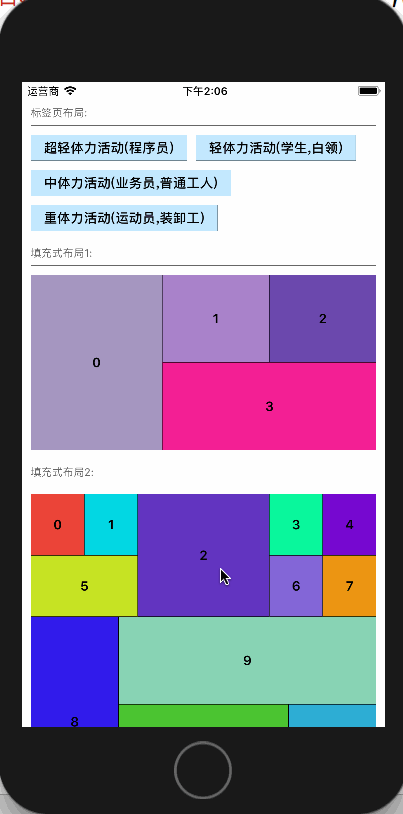 运营商 下午2:06
标签页布局:
超轻体力活动(程序员) 轻体力活动(学生,白领)
中体力活动(业务员,普通工人)
重体力活动(运动员,装卸工)
填充式布局1:
0 1 2
3
填充式布局2:
0 1 2 3 4
5 6 7
8 9